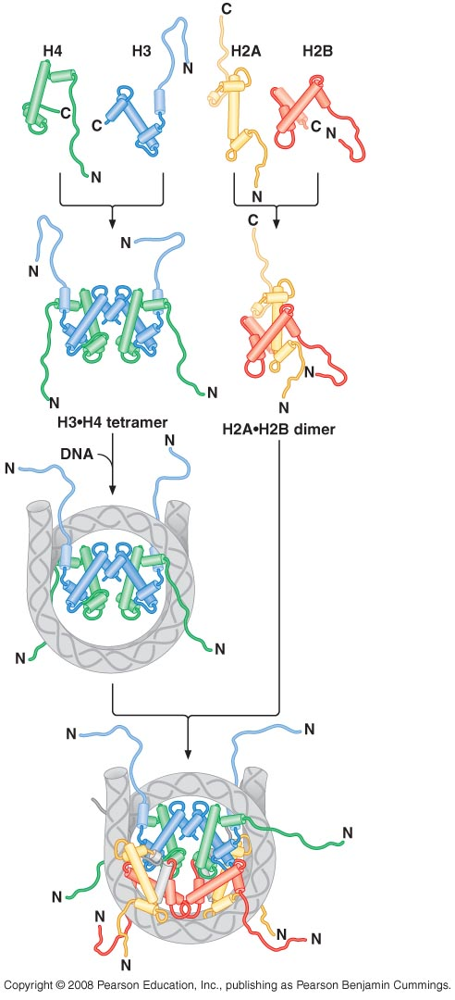 C
H4 H3 H2A H2B
N
C C C N
N N
C
N N
N
N N
N
H3•H4 tetramer
H2A•H2B dimer
N
DNA
N
N
N
N N
N
N
N
N N
N
Copyright © 2008 Pearson Education, Inc., publishing as Pearson Benjamin Cummings.